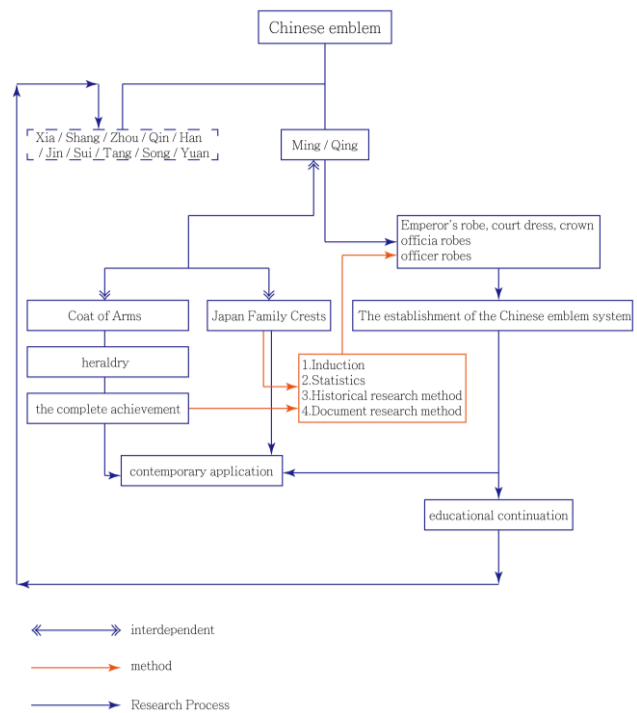 Chinese emblem
Xia / Shang / Zhou / Qin / Han
/ Jin / Sui / Tang / Song / Yuan
Ming / Qing
Emperor's robe, court dress, crown
officia robes
officer robes
Coat of Arms
Japan Family Crests
The establishment of the Chinese emblem system
heraldry
1.Induction
2.Statistics
3.Historical research method
4.Document research method
the complete achievement
contemporary application
educational continuation
interdependent
method
Research Process